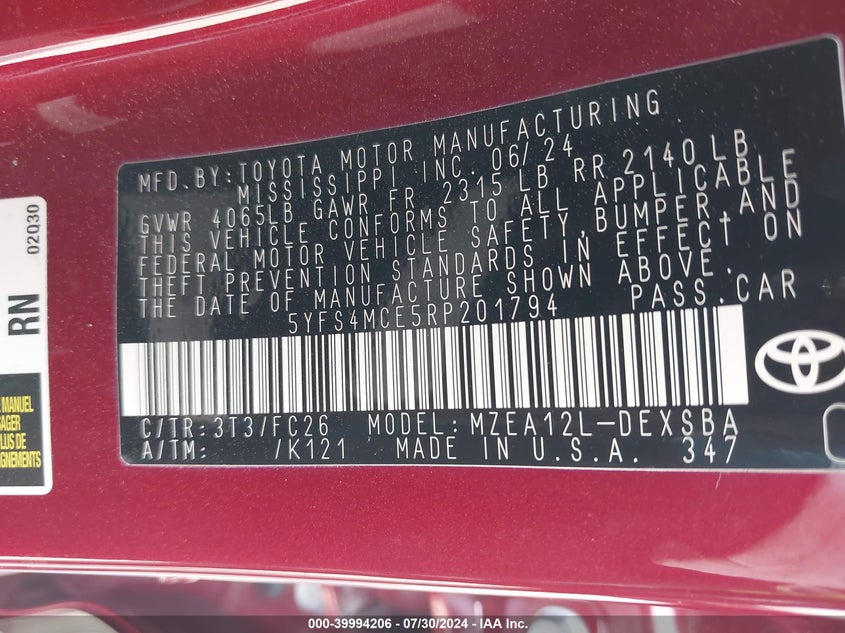 MFD. BY: TOYOTA MOTOR MANUFACTURING
MISSISSIPPI INC. 06/24
GVWR 4065LB GAWR FR 2315 LB RR 2140 LB
THIS VEHICLE CONFORMS TO ALL APPLICABLE
FEDERAL MOTOR VEHICLE SAFETY, BUMPER, AND
THEFT PREVENTION STANDARDS IN EFFECT ON
THE DATE OF MANUFACTURE SHOWN ABOVE.
5YFS4MCE5RP201794 PASS. CAR
C/TR: 3T3/FC26 MODEL: MZEA12L-DEXSBA
A/TM: /K121 MADE IN U.S.A. 347
RN 02Q30
MANUEL
PLUS DE
000-39994206 - 07/30/2024 - IAA Inc.